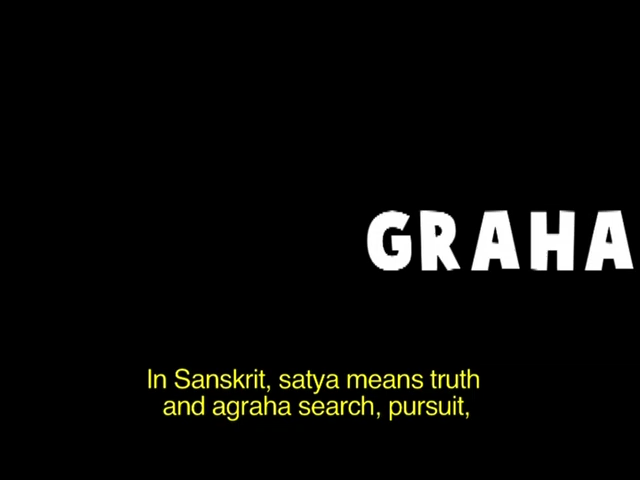 GRAHA
In Sanskrit, satya means truth
and agraha search, pursuit,